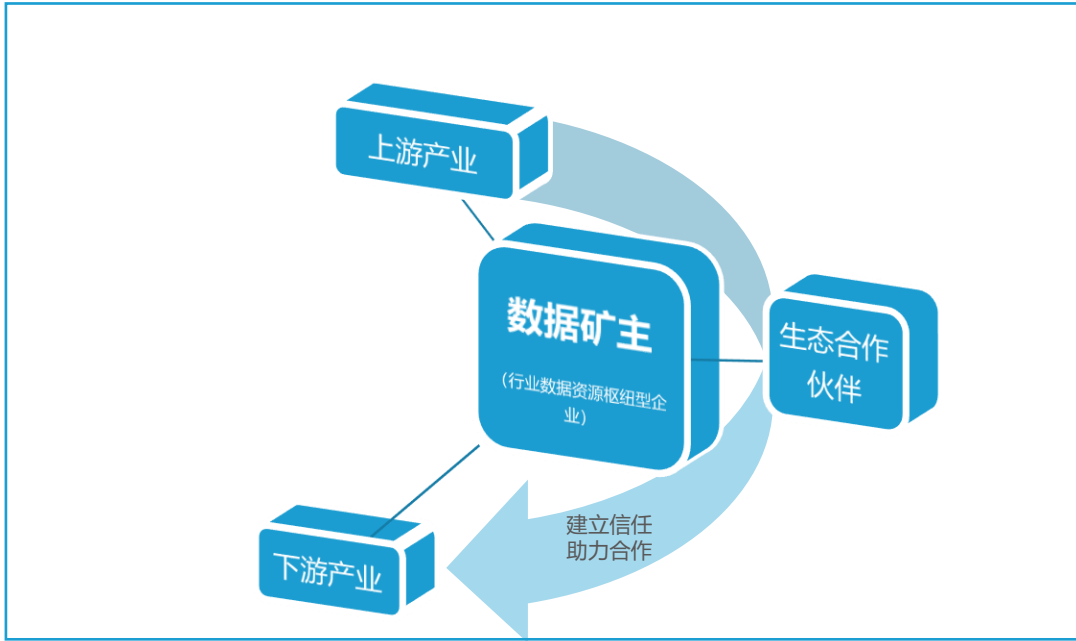 上游产业
数据矿主
（行业数据资源枢纽型企
业）
生态合作
伙伴
建立信任
助力合作
下游产业